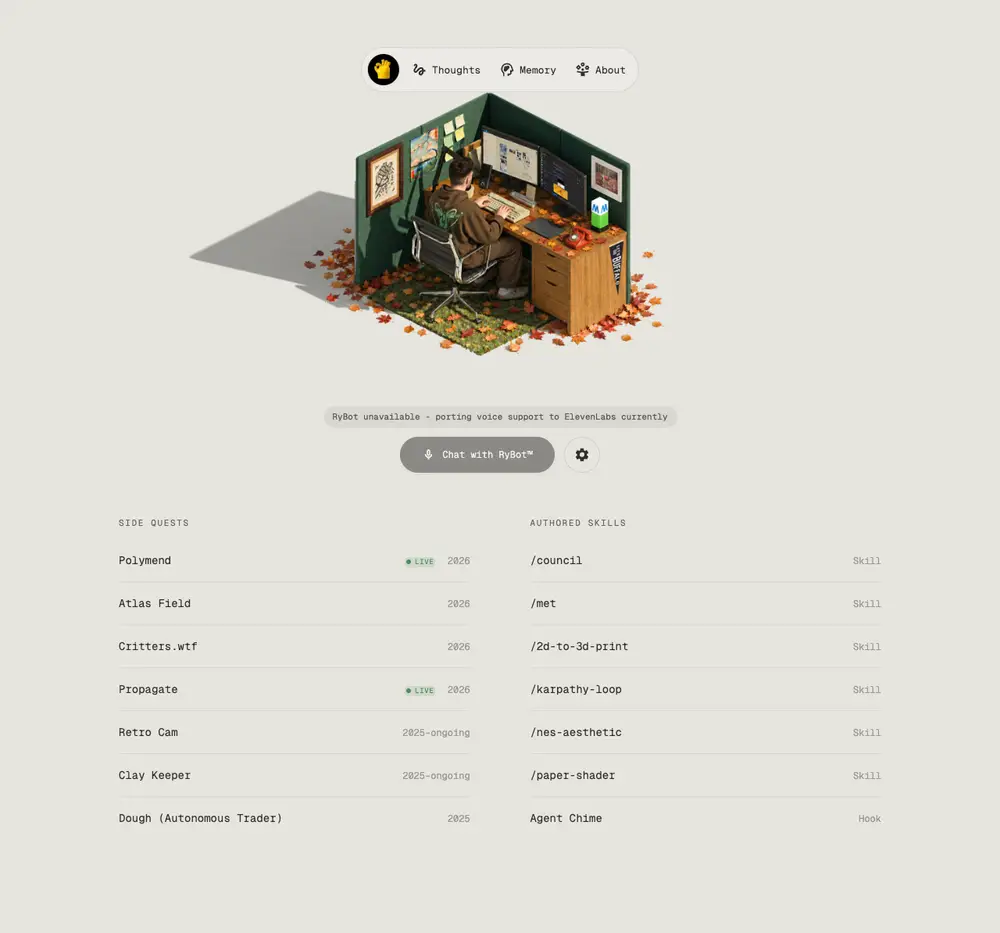 Thoughts
Memory
About
BUFFALO
RyBot unavailable - porting voice support to ElevenLabs currently
Chat with RyBot™
SIDE QUESTS
Polymend LIVE 2026
Atlas Field 2026
Critters.wtf 2026
Propagate LIVE 2026
Retro Cam 2025-ongoing
Clay Keeper 2025-ongoing
Dough (Autonomous Trader) 2025
AUTHORED SKILLS
/council Skill
/met Skill
/2d-to-3d-print Skill
/karpathy-loop Skill
/nes-aesthetic Skill
/paper-shader Skill
Agent Chime Hook